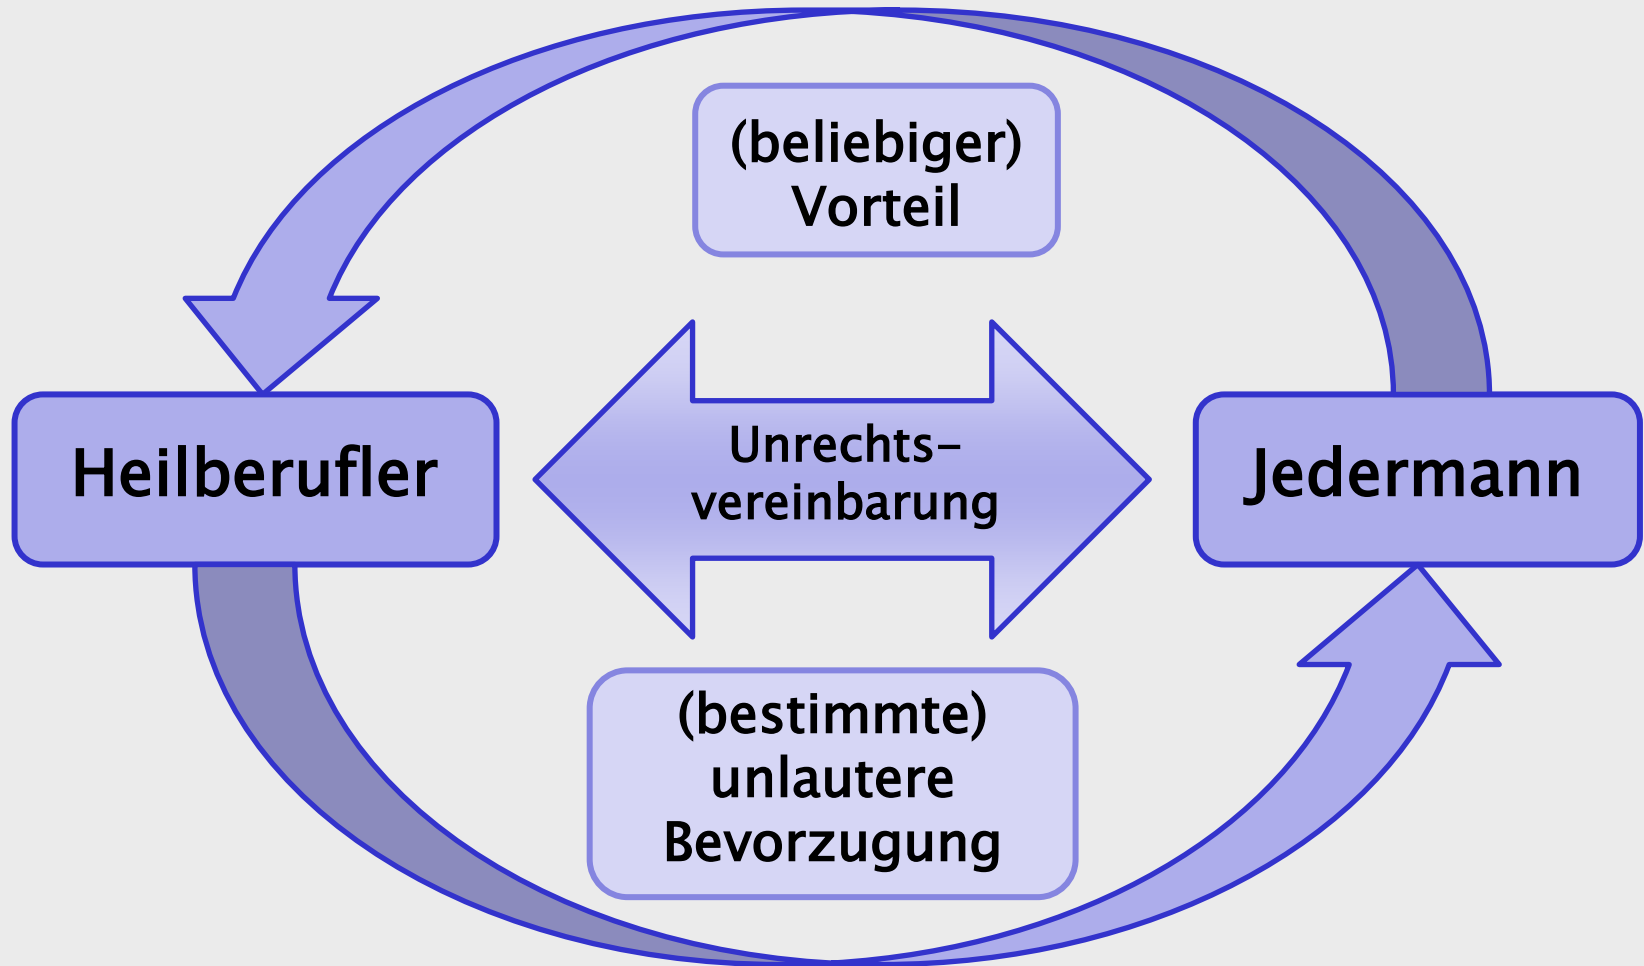 (beliebiger)
Vorteil
Heilberufler
Unrechts-
vereinbarung
Jedermann
(bestimmte)
unlautere
Bevorzugung